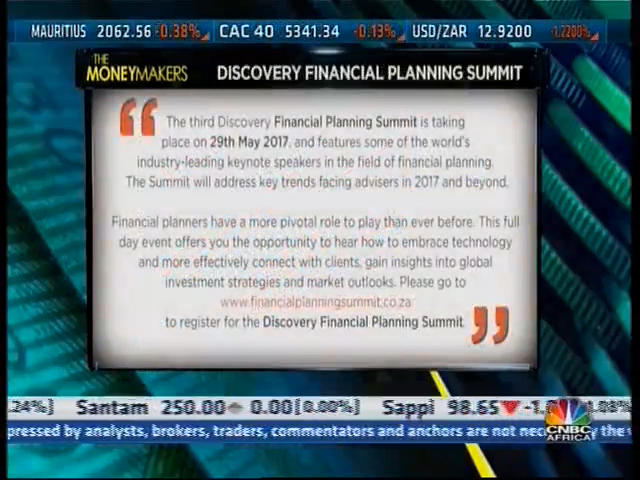 MAURITIUS 2062.56 -0.38% CAC 40 5341.34 -0.13% USD/ZAR 12.9200 -1.2200%
THE
MONEYMAKERS DISCOVERY FINANCIAL PLANNING SUMMIT
“ The third Discovery Financial Planning Summit is taking
place on 29th May 2017, and features some of the world's
industry-leading keynote speakers in the field of financial planning.
The Summit will address key trends facing advisers in 2017 and beyond.
Financial planners have a more pivotal role to play than ever before. This full
day event offers you the opportunity to hear how to embrace technology
and more effectively connect with clients, gain insights into global
investment strategies and market outlooks. Please go to
www.financialplanningsummit.co.za
to register for the Discovery Financial Planning Summit ”
.24%] Santam 250.00 0.00[0.00%] Sappi 98.65
pressed by analysts, brokers, traders, commentators and anchors are not the
CNBC
AFRICA